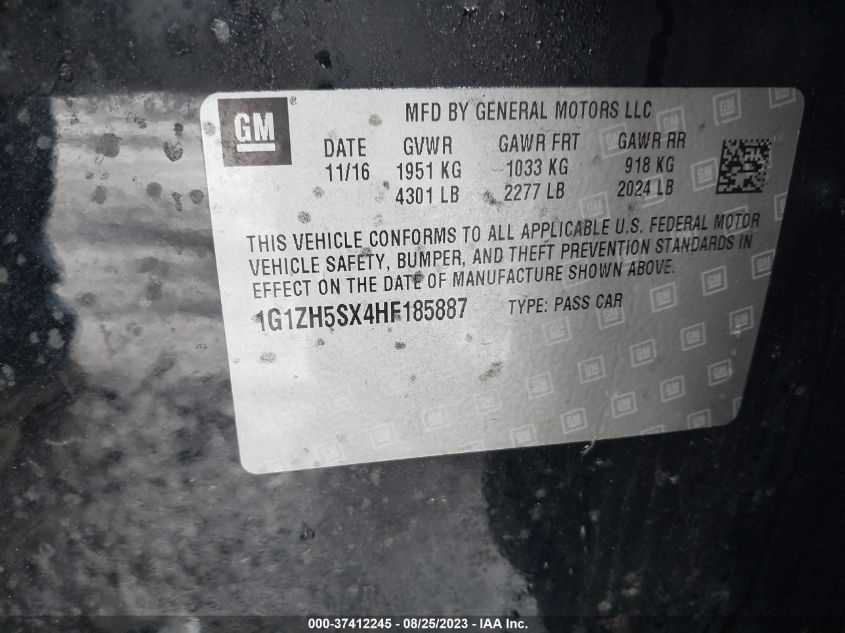 GM ®
MFD BY GENERAL MOTORS LLC
DATE GVWR GAWR FRT GAWR RR
11/16 1951 KG 1033 KG 918 KG
4301 LB 2277 LB 2024 LB
THIS VEHICLE CONFORMS TO ALL APPLICABLE U.S. FEDERAL MOTOR
VEHICLE SAFETY, BUMPER, AND THEFT PREVENTION STANDARDS IN
EFFECT ON THE DATE OF MANUFACTURE SHOWN ABOVE.
1G1ZH5SX4HF185887 TYPE: PASS CAR
000-37412245 - 08/25/2023 - IAA Inc.